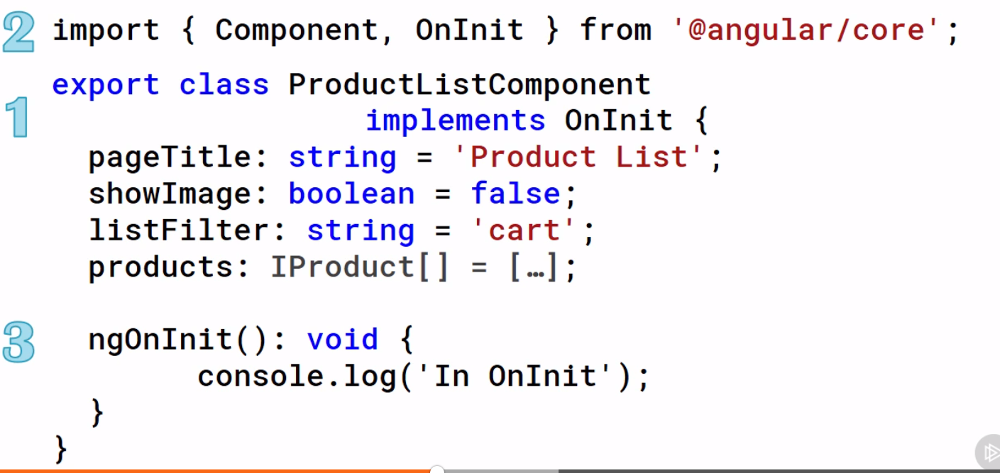 2 import { Component, OnInit } from '@angular/core';
export class ProductListComponent
1 implements OnInit {
pageTitle: string = 'Product List';
showImage: boolean = false;
listFilter: string = 'cart';
products: IProduct[] = […];
3 ngOnInit(): void {
console.log('In OnInit');
}
}